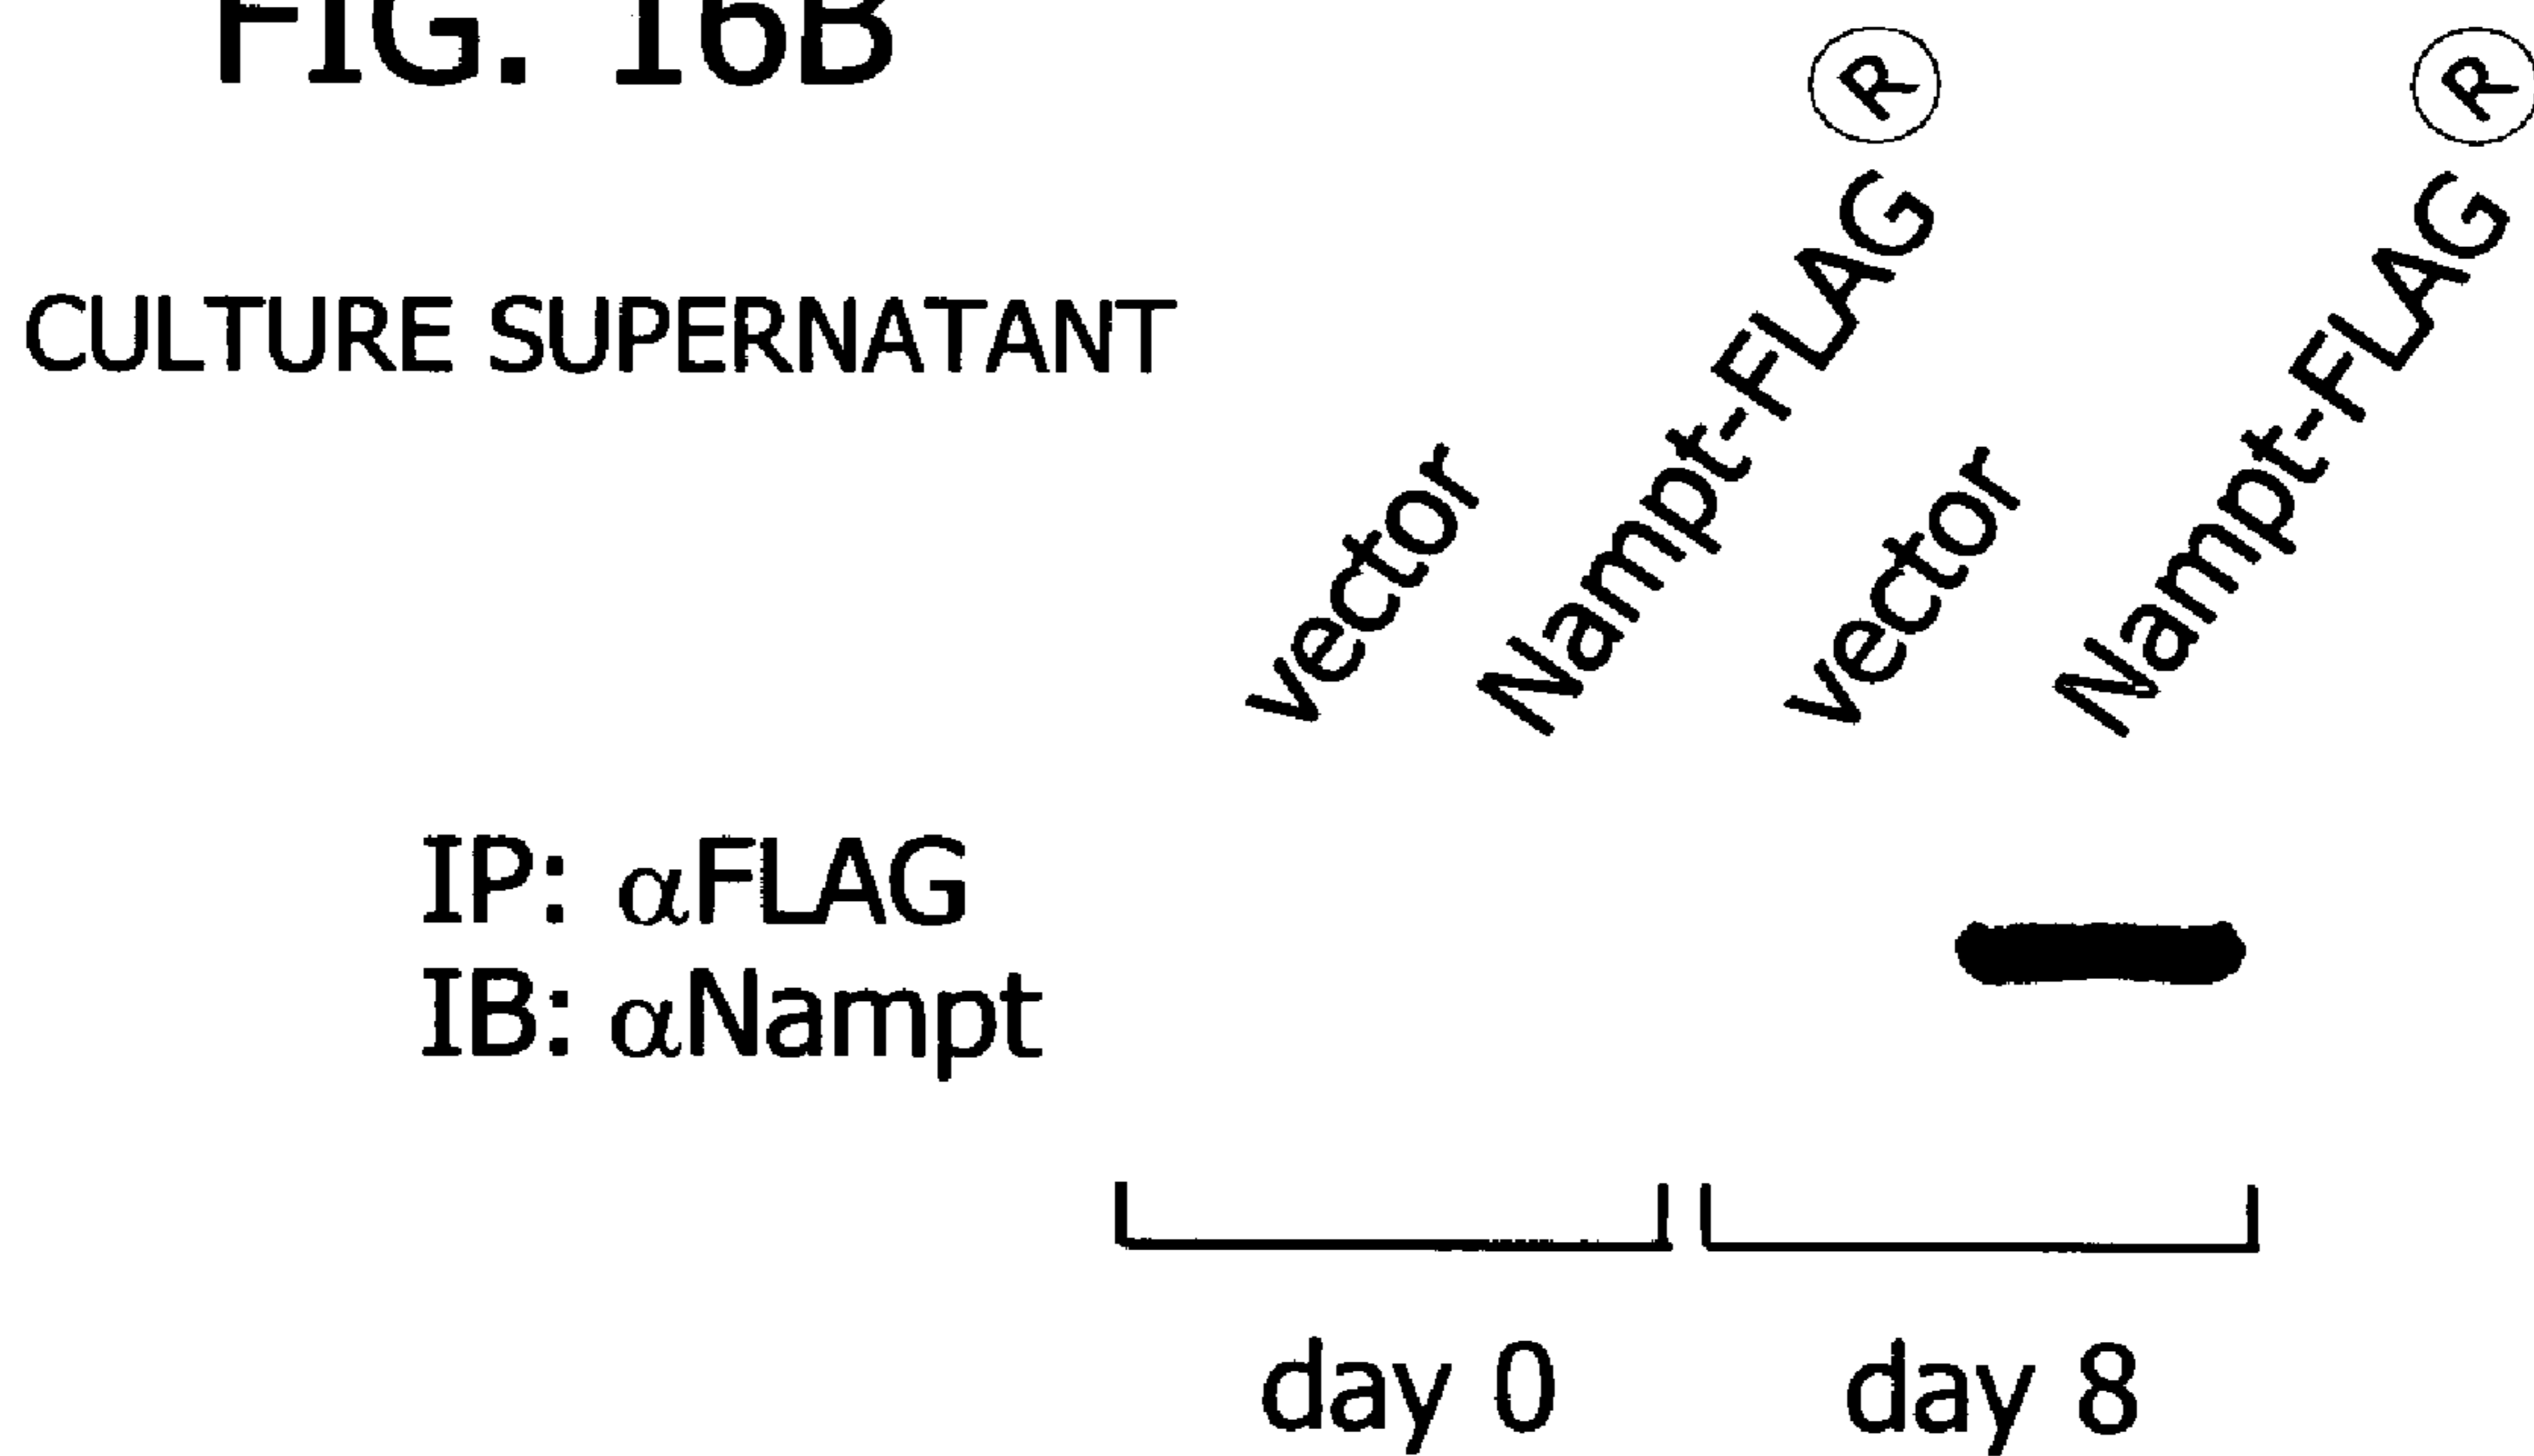 FIG. 16B
CULTURE SUPERNATANT
vector
Nampt-FLAG ®
vector
Nampt-FLAG ®
IP: αFLAG
IB: αNampt
day 0
day 8